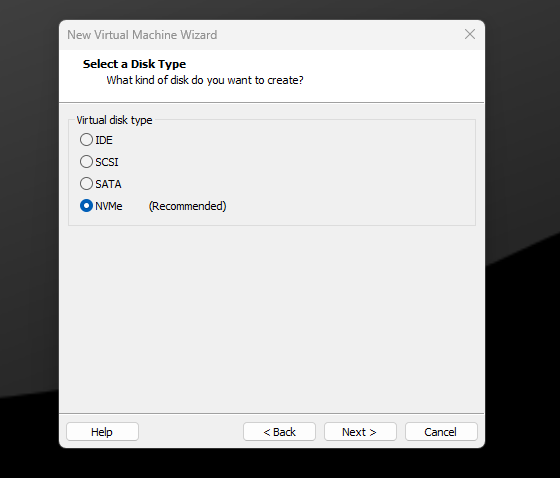 New Virtual Machine Wizard
Select a Disk Type
What kind of disk do you want to create?
Virtual disk type
IDE
SCSI
SATA
NVMe (Recommended)
Help < Back Next > Cancel